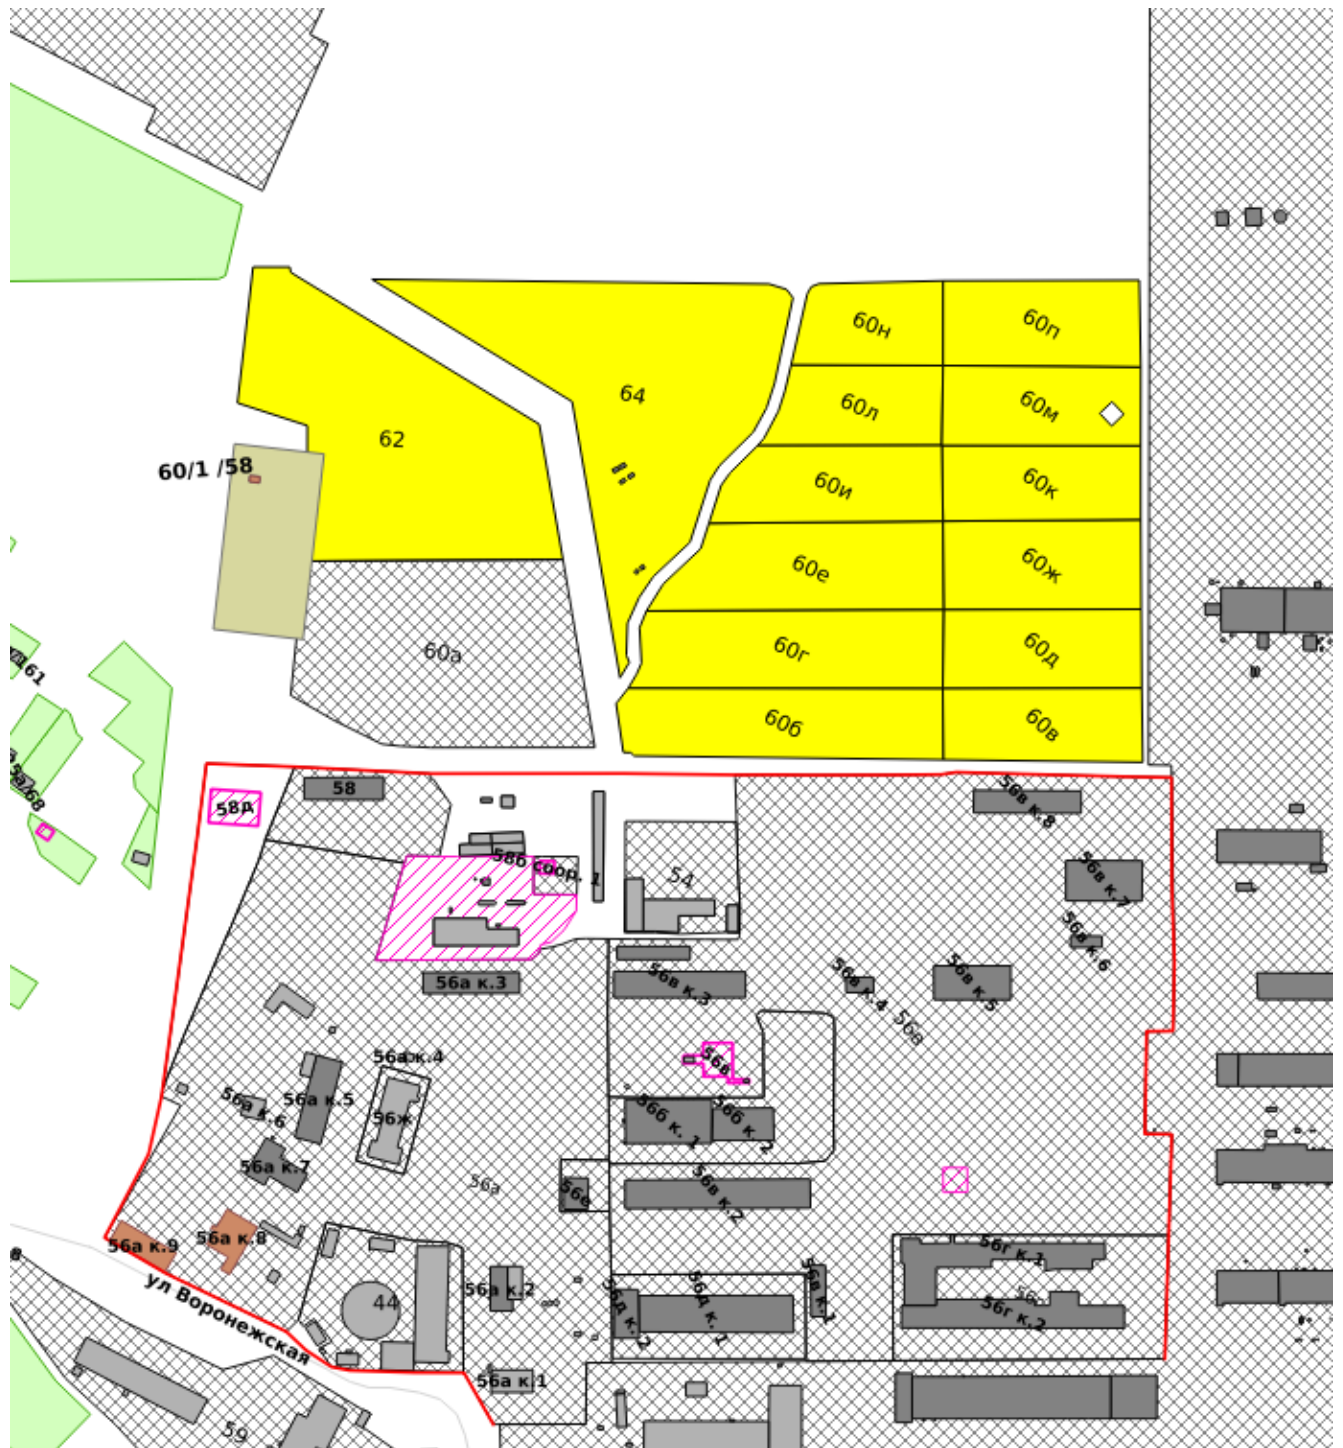 60н
60п
64
60л
60м
62
60/1 /58
60и
60к
60е
60ж
60г
60д
60а
60б
60в
58
58д
56в к.8
58б соор. 1
54
56в к.7
56в к.6
56а к.3
56в к.3
56в к.4
56в к.5
56в
56а к.4
56в
56а к.6
56а к.5
56ж
56б к. 1
56б к. 2
56а к.7
56а
56е
56в к.2
56а к.9
56а к.8
56г к.1
ул Воронежская
44
56а к.2
56д к. 2
56д к. 1
56в к.1
56г
56г к.2
56а к.1
59